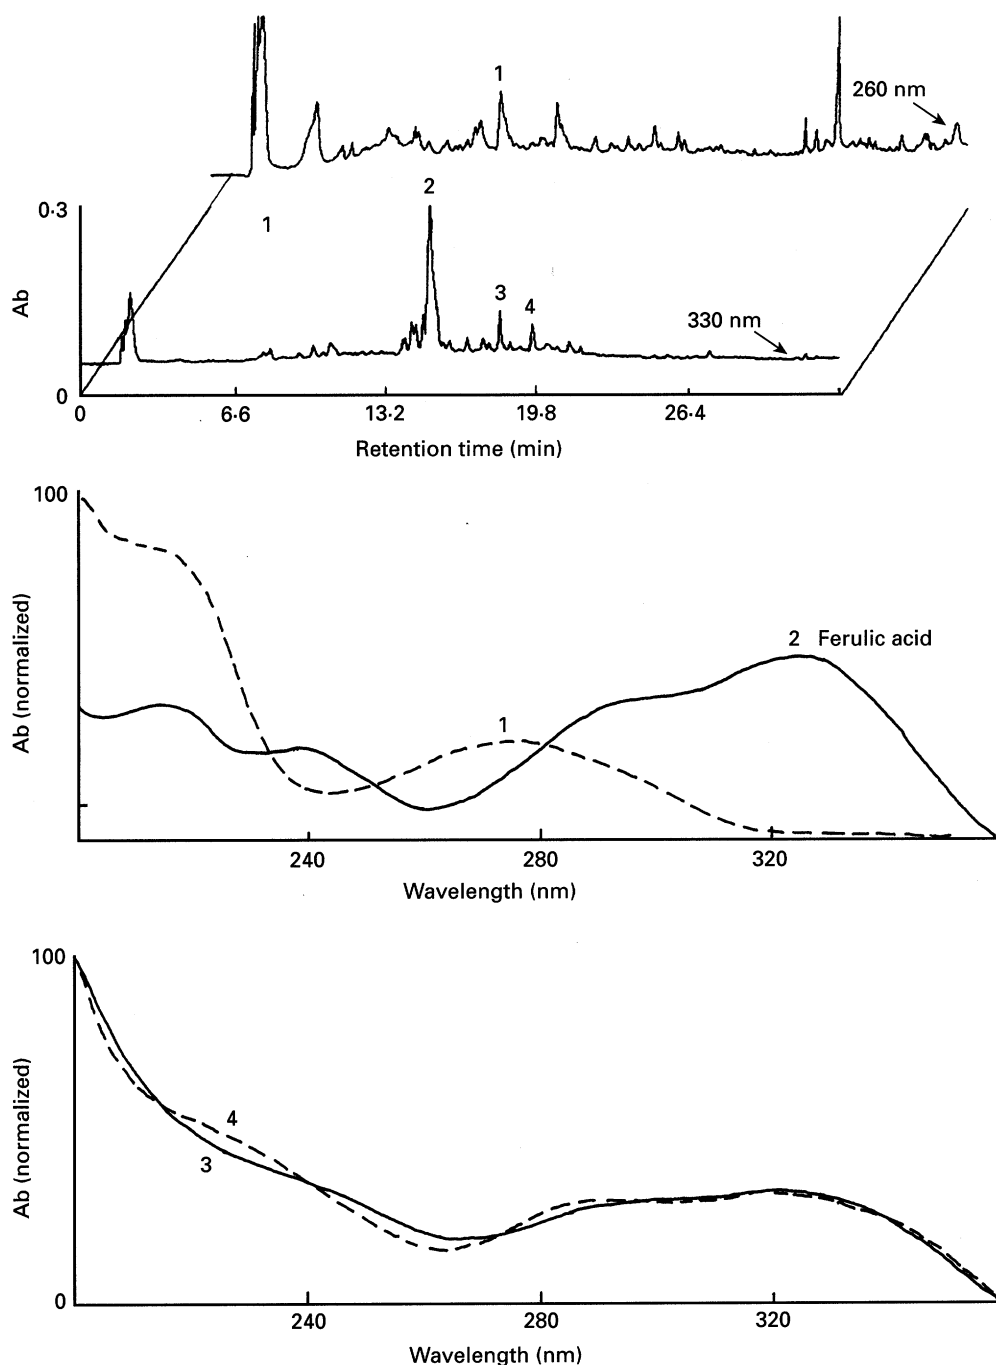 1
260 nm
2
0·3
1
3
4
330 nm
Ab
0
0
6·6
13·2
19·8
26·4
Retention time (min)
100
2 Ferulic acid
1
Ab (normalized)
240
280
320
Wavelength (nm)
100
4
3
Ab (normalized)
0
240
280
320
Wavelength (nm)